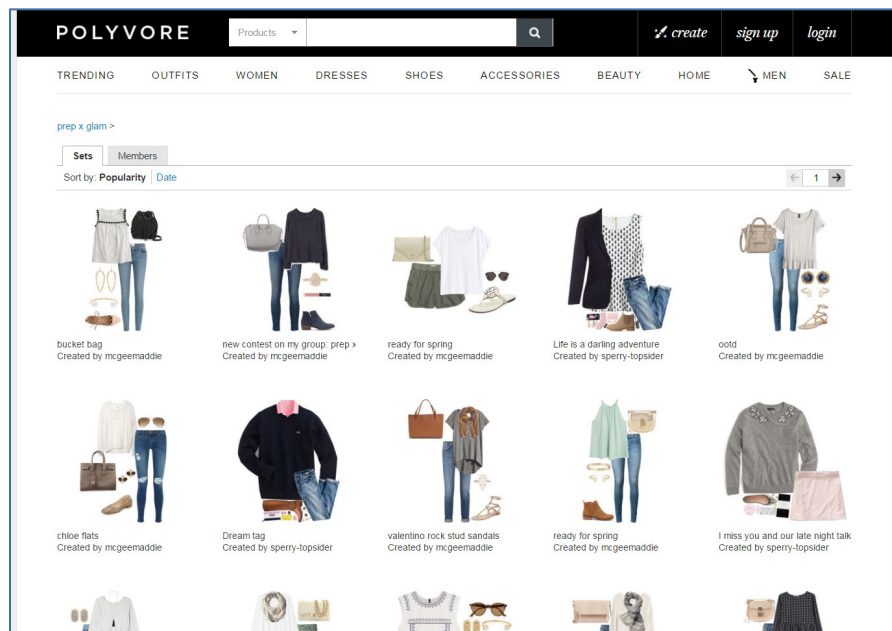 POLYVORE
Products
create
sign up
login
TRENDING OUTFITS WOMEN DRESSES SHOES ACCESSORIES BEAUTY HOME MEN SALE
prep x glam >
Sets Members
Sort by: Popularity Date
1
bucket bag
Created by mcgeemaddie
new contest on my group: prep x
Created by mcgeemaddie
ready for spring
Created by mcgeemaddie
Life is a darling adventure
Created by sperry-topsider
ootd
Created by mcgeemaddie
chloe flats
Created by mcgeemaddie
Dream tag
Created by sperry-topsider
valentino rock stud sandals
Created by mcgeemaddie
ready for spring
Created by mcgeemaddie
I miss you and our late night talk
Created by sperry-topsider